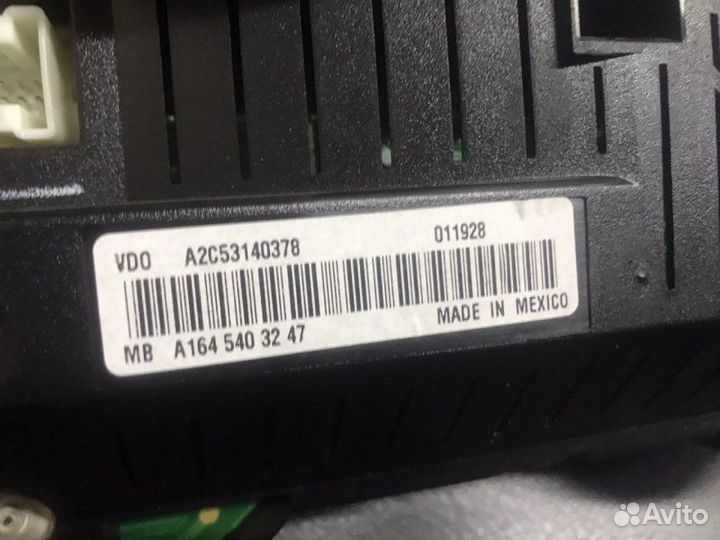 VDO A2C53140378 011928
MB A164 540 32 47 MADE IN MEXICO
Avito